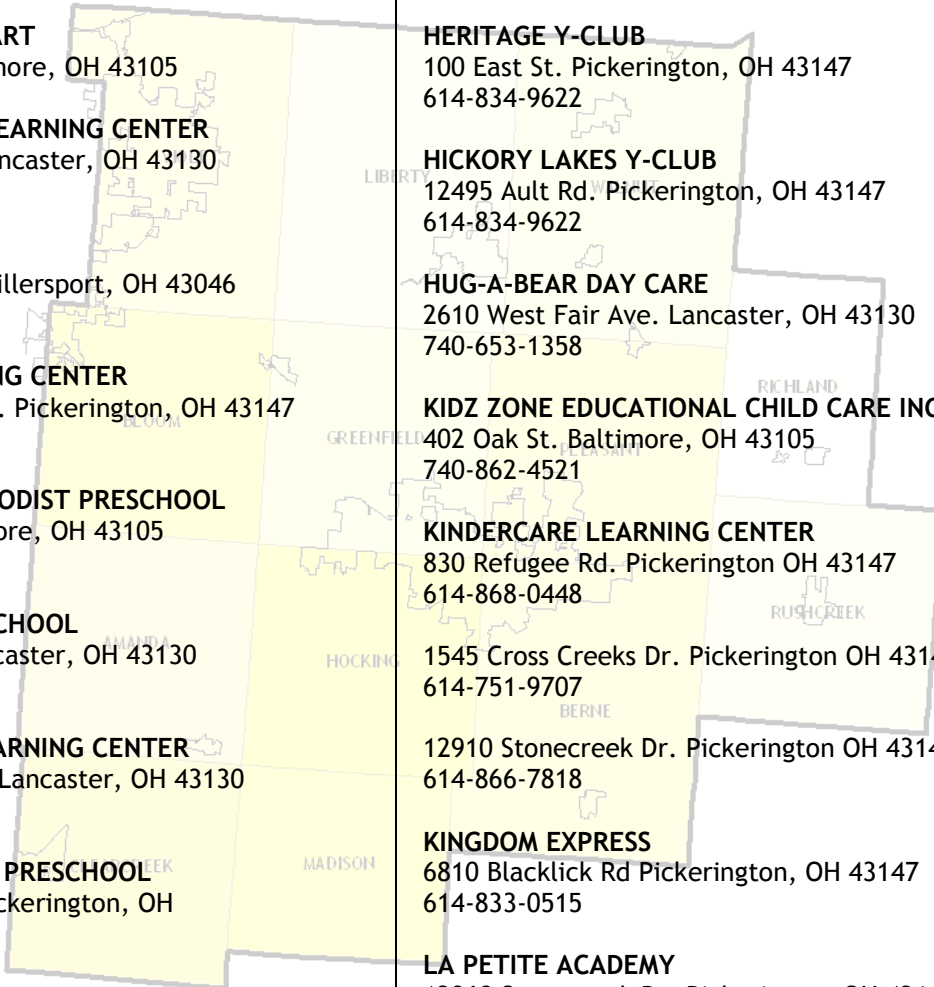 ART
more, OH 43105
EARNING CENTER
ncaster, OH 43130
illersport, OH 43046
NG CENTER
. Pickerington, OH 43147
ODIST PRESCHOOL
ore, OH 43105
CHOOL
caster, OH 43130
ARNING CENTER
Lancaster, OH 43130
PRESCHOOL
ckerington, OH
HERITAGE Y-CLUB
100 East St. Pickerington, OH 43147
614-834-9622
HICKORY LAKES Y-CLUB
12495 Ault Rd. Pickerington, OH 43147
614-834-9622
HUG-A-BEAR DAY CARE
2610 West Fair Ave. Lancaster, OH 43130
740-653-1358
KIDZ ZONE EDUCATIONAL CHILD CARE INC
402 Oak St. Baltimore, OH 43105
740-862-4521
KINDERCARE LEARNING CENTER
830 Refugee Rd. Pickerington OH 43147
614-868-0448
1545 Cross Creeks Dr. Pickerington OH 4314
614-751-9707
12910 Stonecreek Dr. Pickerington OH 4314
614-866-7818
KINGDOM EXPRESS
6810 Blacklick Rd Pickerington, OH 43147
614-833-0515
LA PETITE ACADEMY
LIBERTY
BLOOM
GREENFIELD
PLEASANT
RICHLAND
AMANDA
HOCKING
BERNE
RUSHCREEK
CLEARCREEK
MADISON